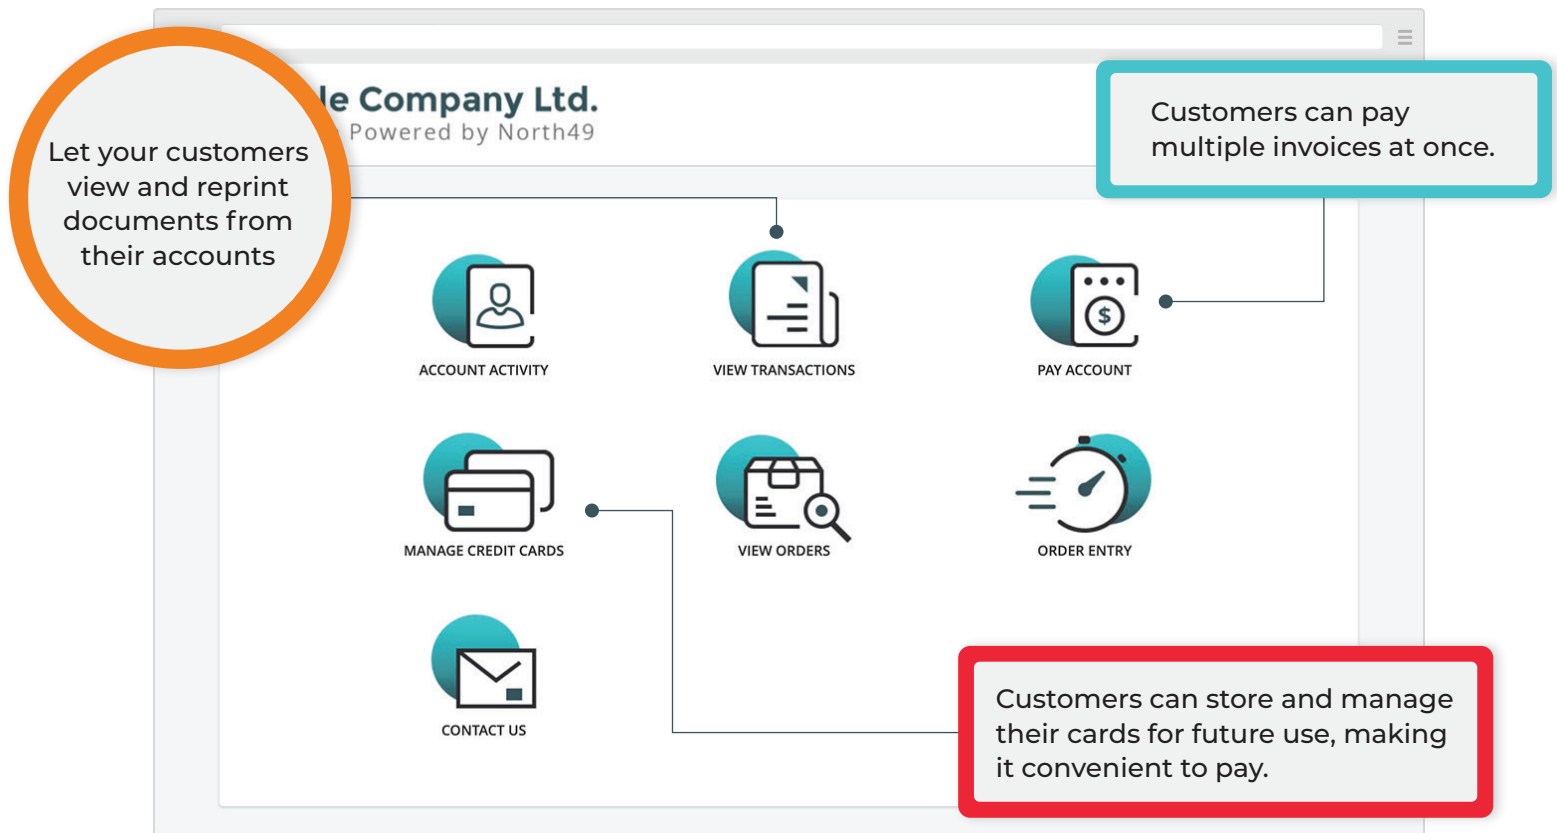 le Company Ltd.
Powered by North49
Let your customers
view and reprint
documents from
their accounts
Customers can pay
multiple invoices at once.
ACCOUNT ACTIVITY
VIEW TRANSACTIONS
PAY ACCOUNT
$
MANAGE CREDIT CARDS
VIEW ORDERS
ORDER ENTRY
CONTACT US
Customers can store and manage
their cards for future use, making
it convenient to pay.